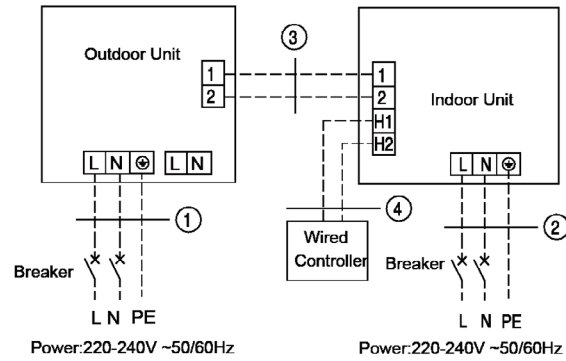 Outdoor Unit
1
2
L N ⏚ L N
③
1
2
H1
H2
Indoor Unit
L N ⏚
①
④
②
Wired
Controller
Breaker
L N PE
Power:220-240V ~50/60Hz
Breaker
L N PE
Power:220-240V ~50/60Hz